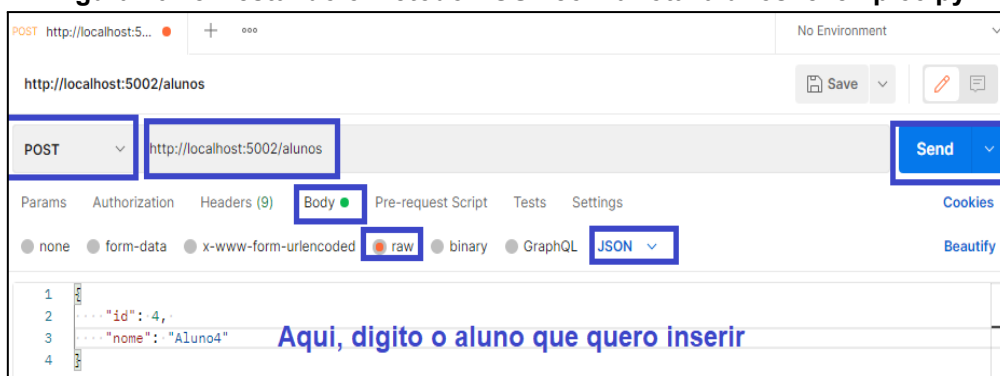 POST http://localhost:5... + ooo No Environment
http://localhost:5002/alunos Save
POST http://localhost:5002/alunos Send
Params Authorization Headers (9) Body Pre-request Script Tests Settings Cookies
none form-data x-www-form-urlencoded raw binary GraphQL JSON Beautify
1 {
2 "id": 4,
3 "nome": "Aluno4" Aqui, digito o aluno que quero inserir
4 }